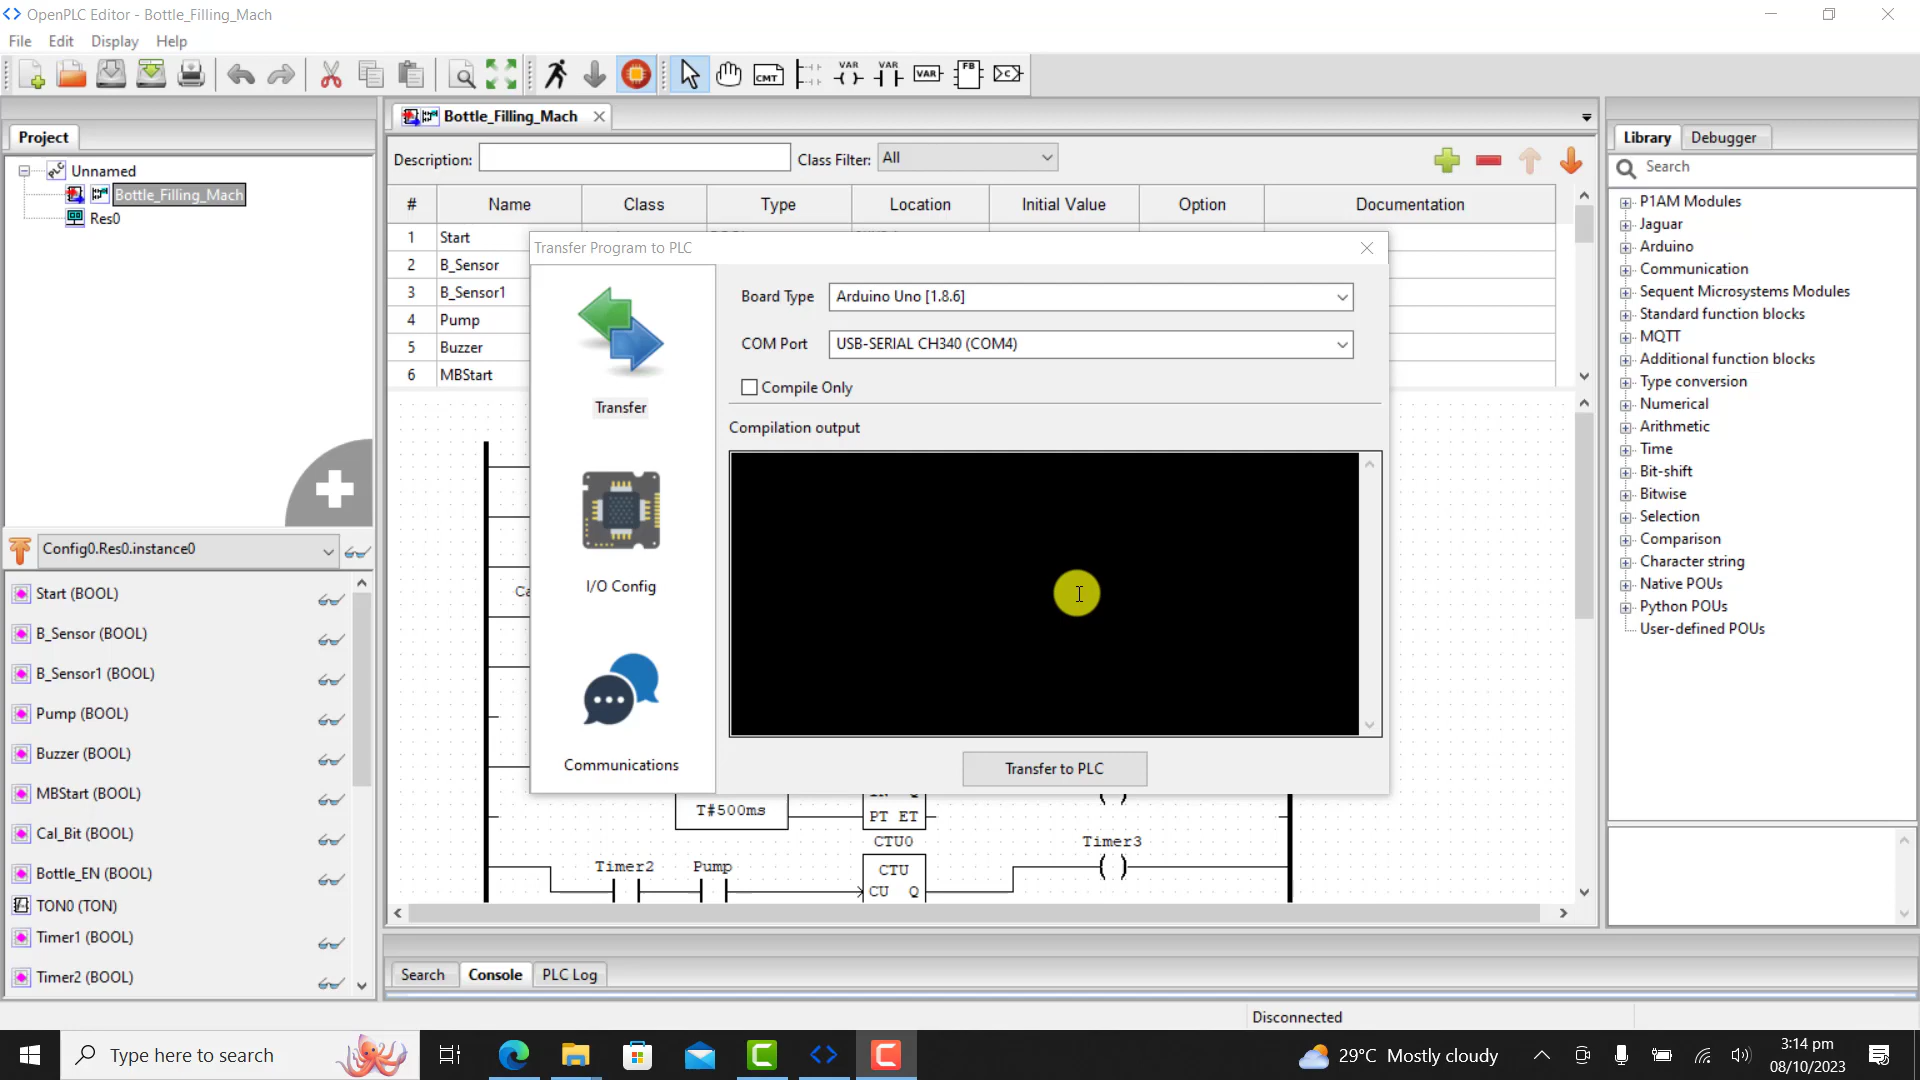 OpenPLC Editor - Bottle_Filling_Mach
File Edit Display Help
CMT VAR VAR VAR FB C
Project
Unnamed
Bottle_Filling_Mach
Res0
Config0.Res0.instance0
Start (BOOL)
B_Sensor (BOOL)
B_Sensor1 (BOOL)
Pump (BOOL)
Buzzer (BOOL)
MBStart (BOOL)
Cal_Bit (BOOL)
Bottle_EN (BOOL)
TON0 (TON)
Timer1 (BOOL)
Timer2 (BOOL)
Bottle_Filling_Mach
Description: Class Filter: All
# Name Class Type Location Initial Value Option Documentation
1 Start
2 B_Sensor
3 B_Sensor1
4 Pump
5 Buzzer
6 MBStart
Transfer Program to PLC
Transfer
I/O Config
Communications
Board Type Arduino Uno [1.8.6]
COM Port USB-SERIAL CH340 (COM4)
Compile Only
Compilation output
Transfer to PLC
T#500ms
PT ET
CTU0
Timer3
Timer2 Pump
CTU
CU Q
Search Console PLC Log
Library Debugger
Search
P1AM Modules
Jaguar
Arduino
Communication
Sequent Microsystems Modules
Standard function blocks
MQTT
Additional function blocks
Type conversion
Numerical
Arithmetic
Time
Bit-shift
Bitwise
Selection
Comparison
Character string
Native POUs
Python POUs
User-defined POUs
Disconnected
Type here to search
29°C Mostly cloudy
3:14 pm
08/10/2023